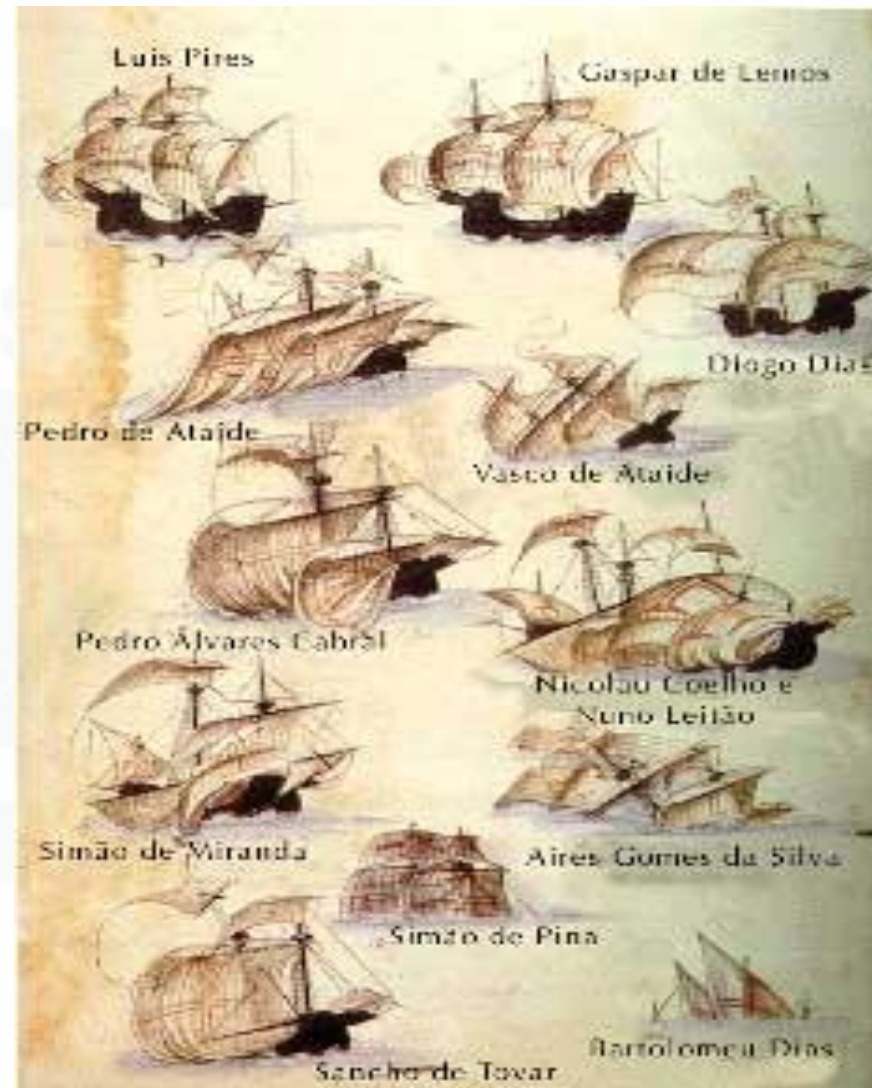 Luis Pires
Gaspar de Lemos
Diogo Dias
Pedro de Ataíde
Vasco de Ataide
Pedro Álvares Cabral
Nicolau Coelho e
Nuno Leitão
Simão de Miranda
Aires Gomes da Silva
Simão de Pina
Bartolomeu Dias
Sancho de Tovar